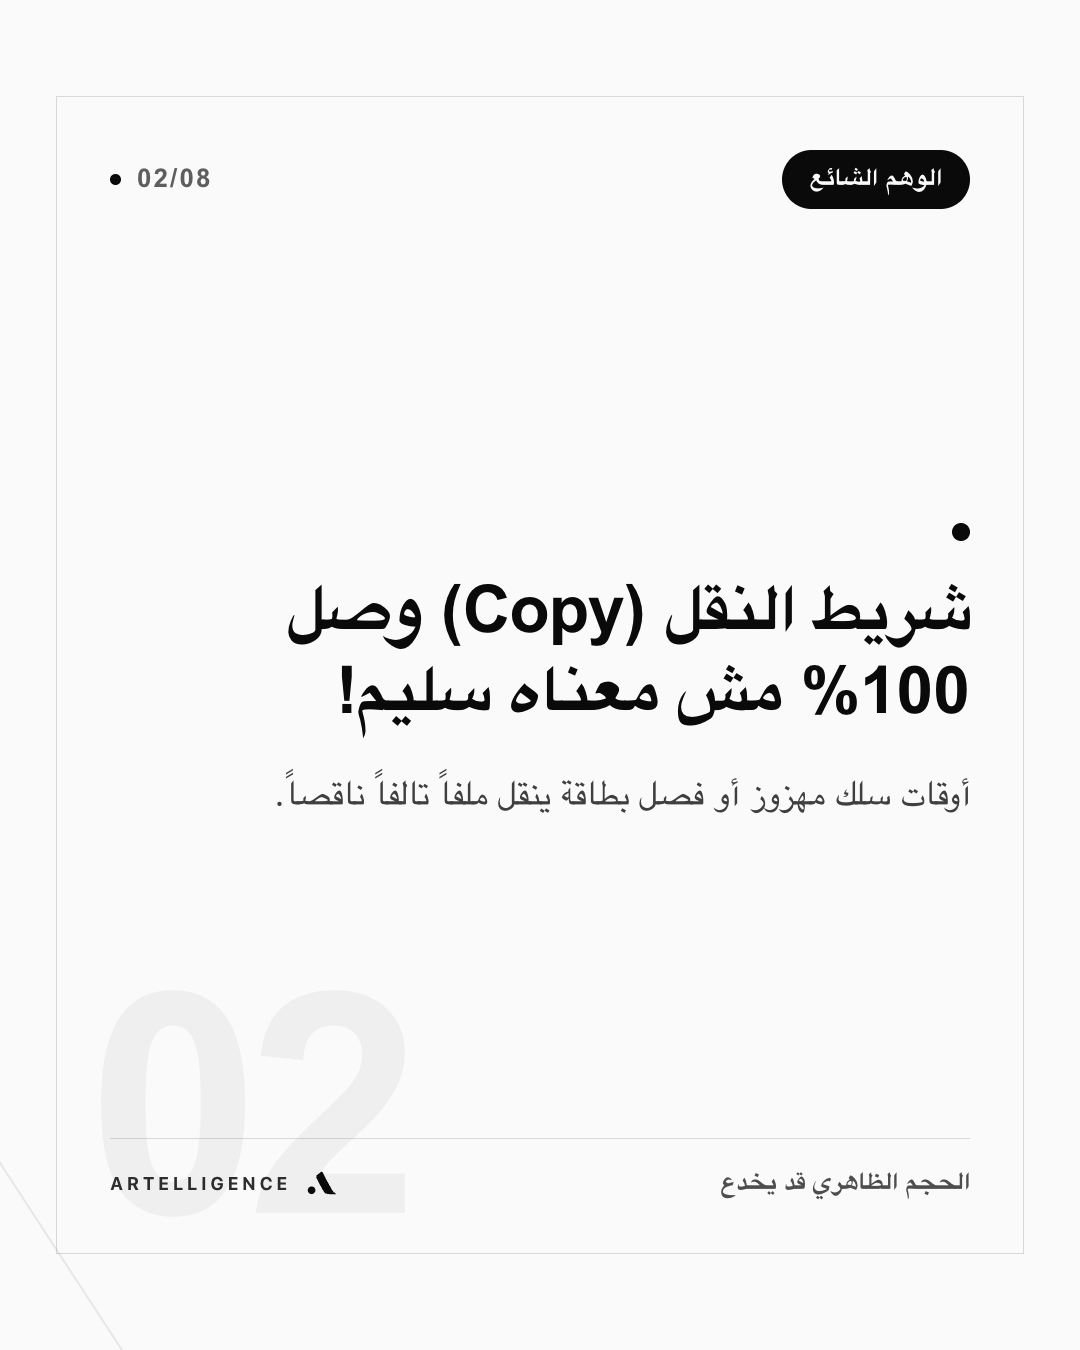 الوهم الشائع
02/08
شريط النقل (Copy) وصل
100% مش معناه سليم!
أوقات سلك مهزوز أو فصل بطاقة ينقل ملفاً تالفاً ناقصاً.
02
الحجم الظاهري قد يخدع
ARTELLIGENCE